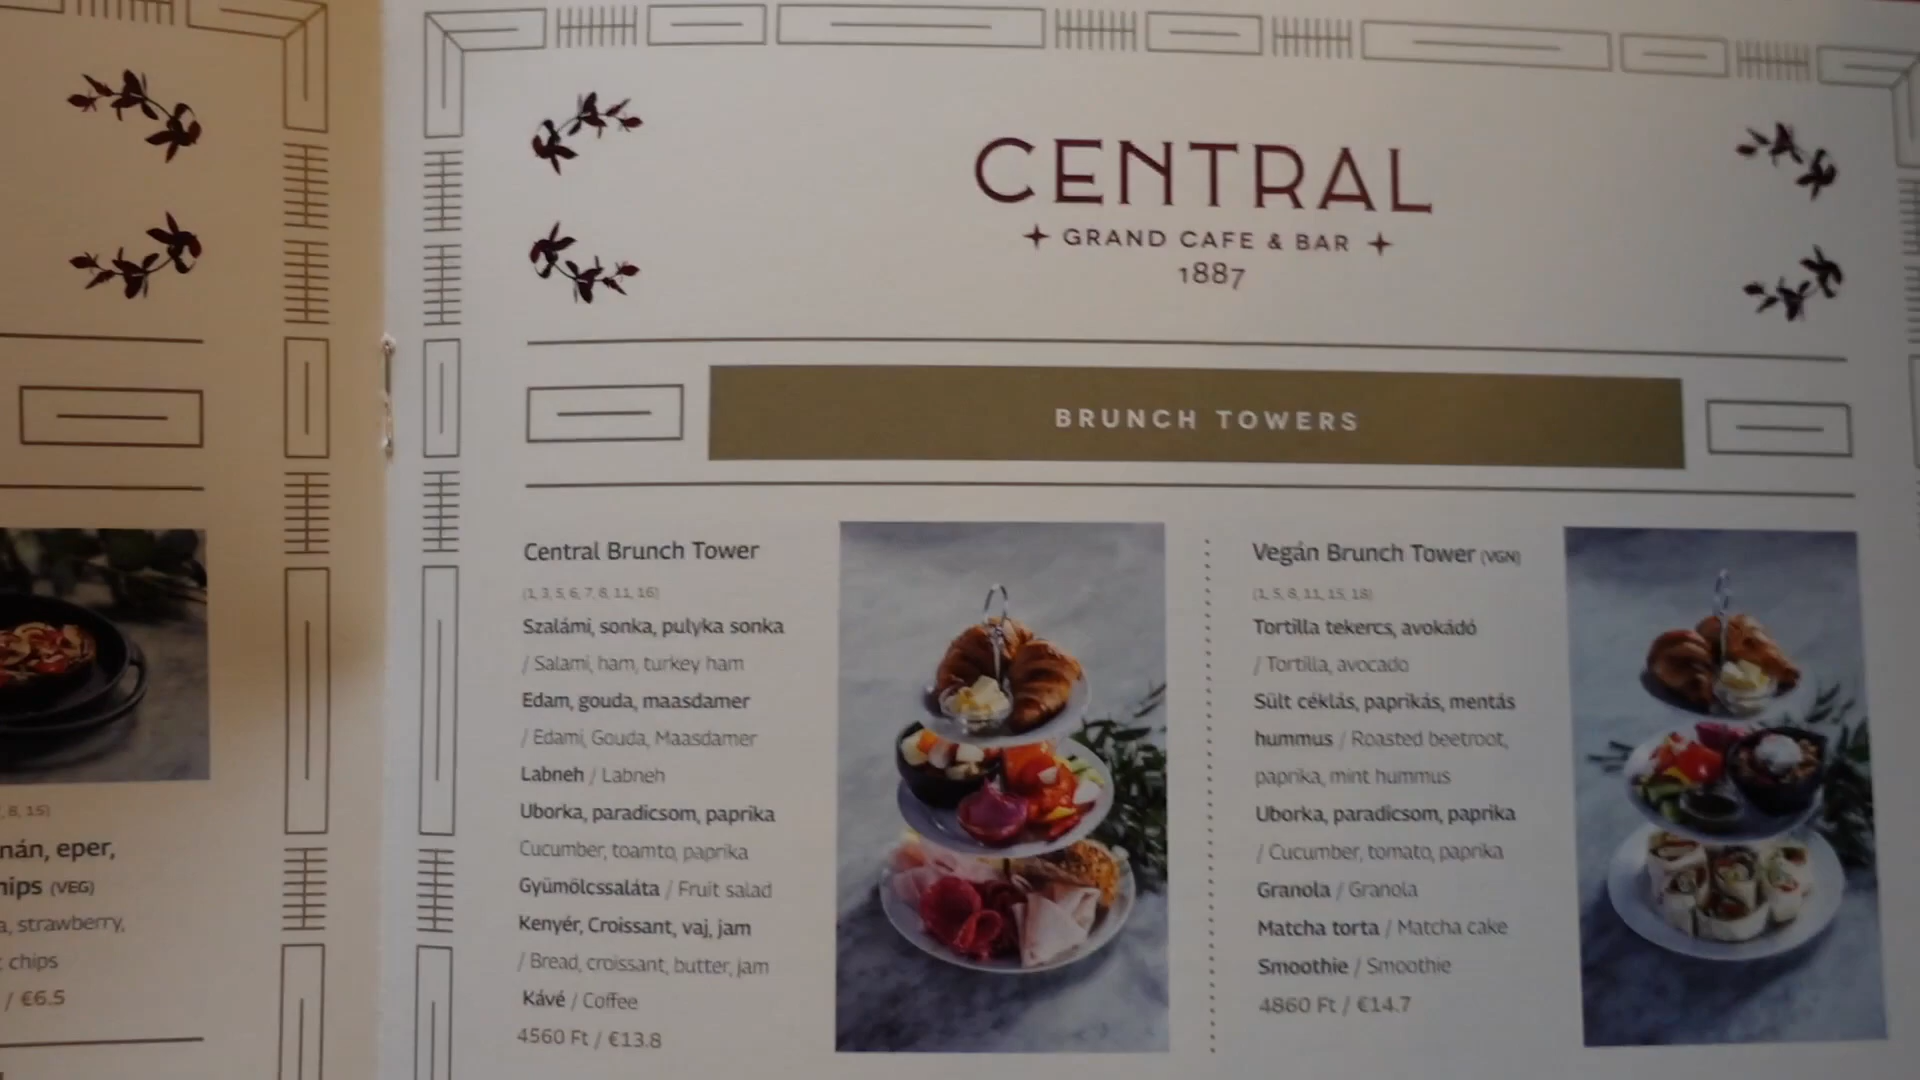 , 8, 15)
nán, eper,
hips (VEG)
a, strawberry,
t chips
/ €6.5
CENTRAL
GRAND CAFE & BAR
1887
BRUNCH TOWERS
Central Brunch Tower
(1, 3, 5, 6, 7, 8, 11, 16)
Szalámi, sonka, pulyka sonka
/ Salami, ham, turkey ham
Edam, gouda, maasdamer
/ Edami, Gouda, Maasdamer
Labneh / Labneh
Uborka, paradicsom, paprika
Cucumber, toamto, paprika
Gyümölcssaláta / Fruit salad
Kenyér, Croissant, vaj, jam
/ Bread, croissant, butter, jam
Kávé / Coffee
4560 Ft / €13.8
Vegán Brunch Tower (VGN)
(1, 5, 8, 11, 15, 18)
Tortilla tekercs, avokádó
/ Tortilla, avocado
Sült céklás, paprikás, mentás
hummus / Roasted beetroot,
paprika, mint hummus
Uborka, paradicsom, paprika
/ Cucumber, tomato, paprika
Granola / Granola
Matcha torta / Matcha cake
Smoothie / Smoothie
4860 Ft / €14.7